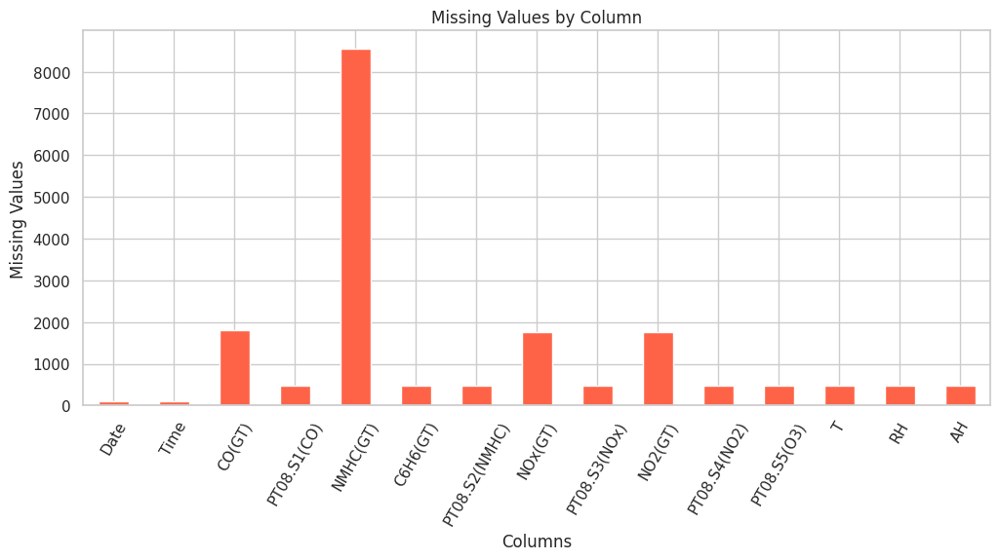 Missing Values by Column
Missing Values
8000
7000
6000
5000
4000
3000
2000
1000
0
Date
Time
CO(GT)
PT08.S1(CO)
NMHC(GT)
C6H6(GT)
PT08.S2(NMHC)
NOx(GT)
PT08.S3(NOx)
NO2(GT)
PT08.S4(NO2)
PT08.S5(O3)
T
RH
AH
Columns